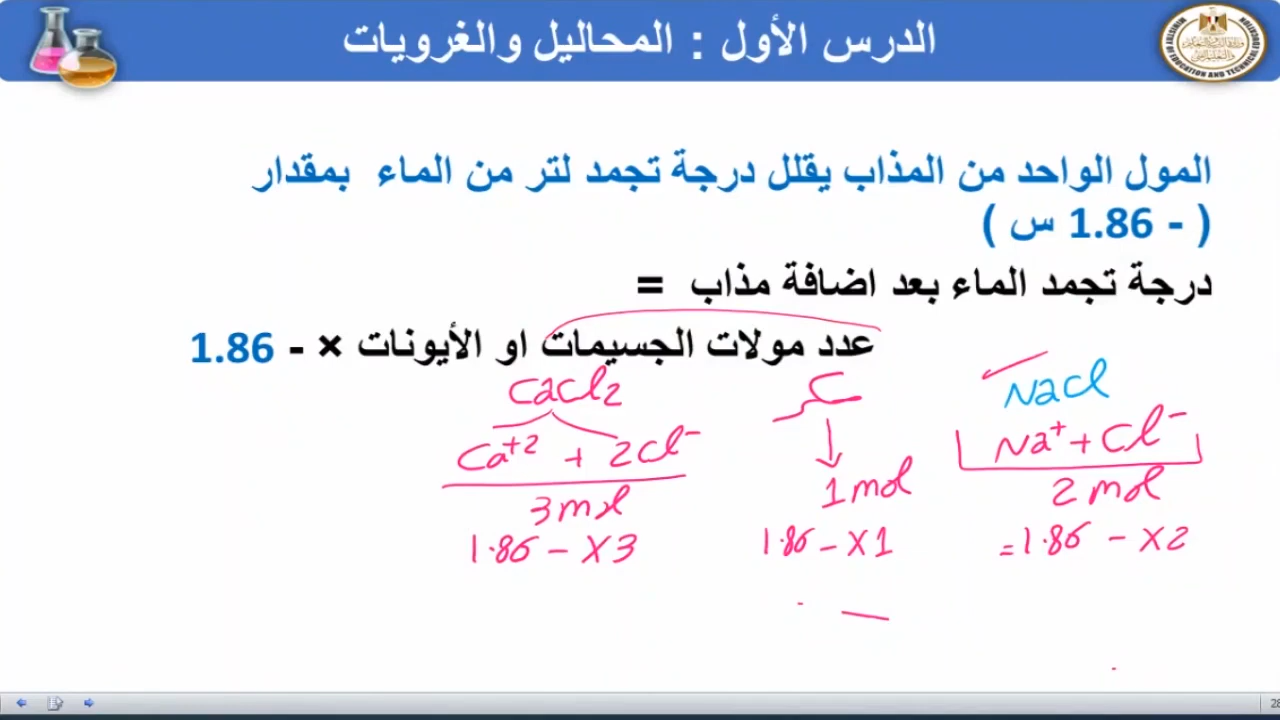 الدرس الأول : المحاليل والغرويات
المول الواحد من المذاب يقلل درجة تجمد لتر من الماء بمقدار
( - 1.86 س )
درجة تجمد الماء بعد اضافة مذاب =
عدد مولات الجسيمات او الأيونات × - 1.86
NaCl
Na⁺ + Cl⁻
2 mol
= 1.86 - X2
1 mol
1.86 - X1
CaCl₂
Ca⁺² + 2Cl⁻
3 mol
1.86 - X3